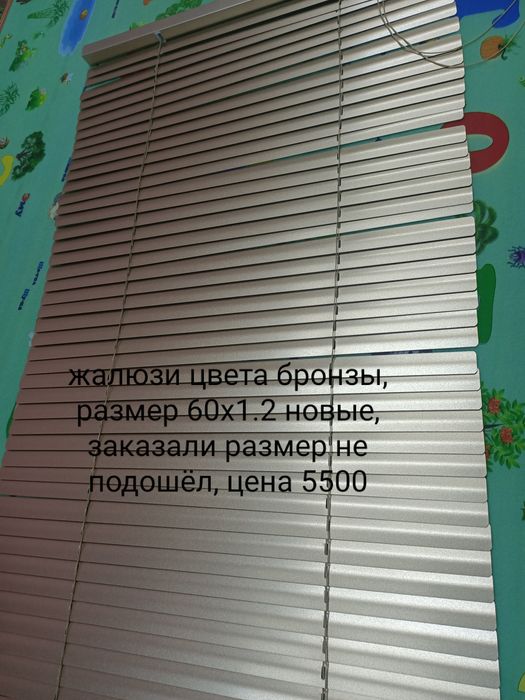 жалюзи цвета бронзы,
размер 60х1.2 новые,
заказали размер не
подошёл, цена 5500